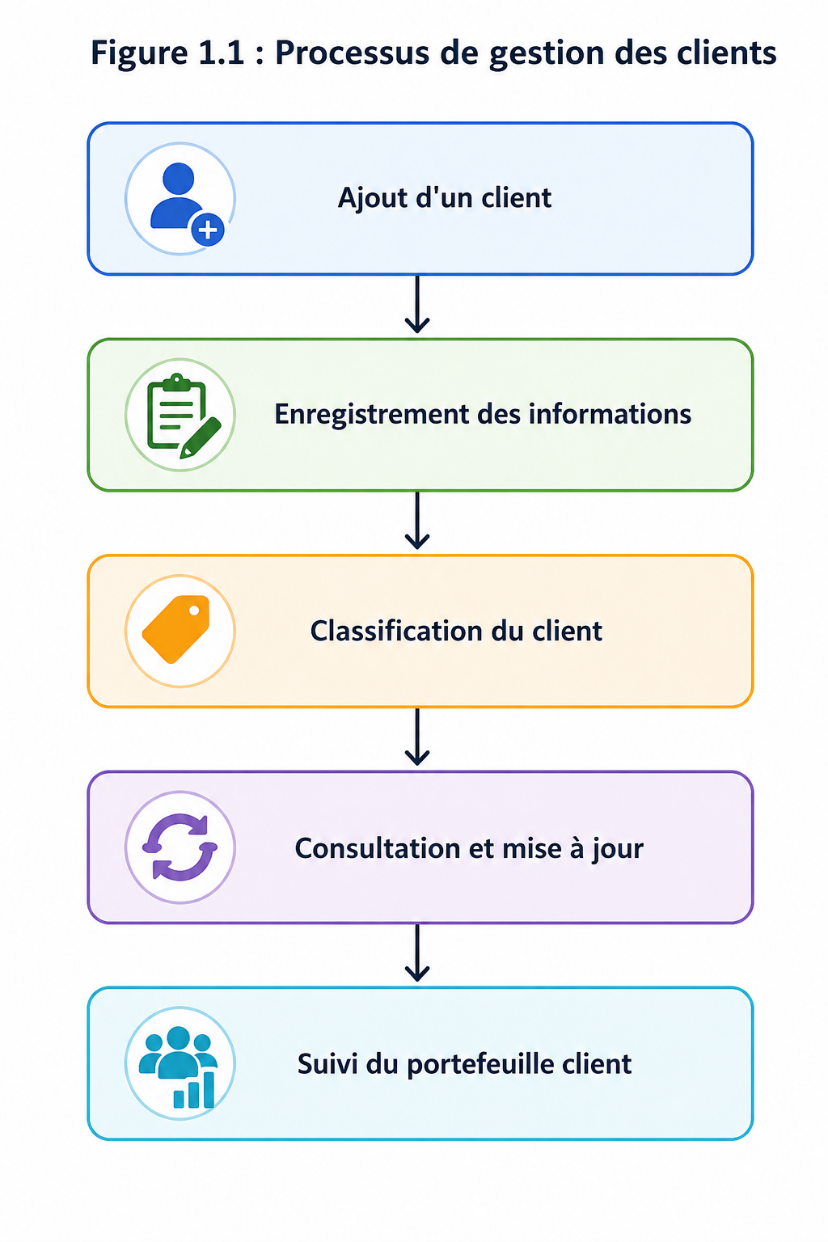 Figure 1.1 : Processus de gestion des clients
Ajout d'un client
Enregistrement des informations
Classification du client
Consultation et mise à jour
Suivi du portefeuille client